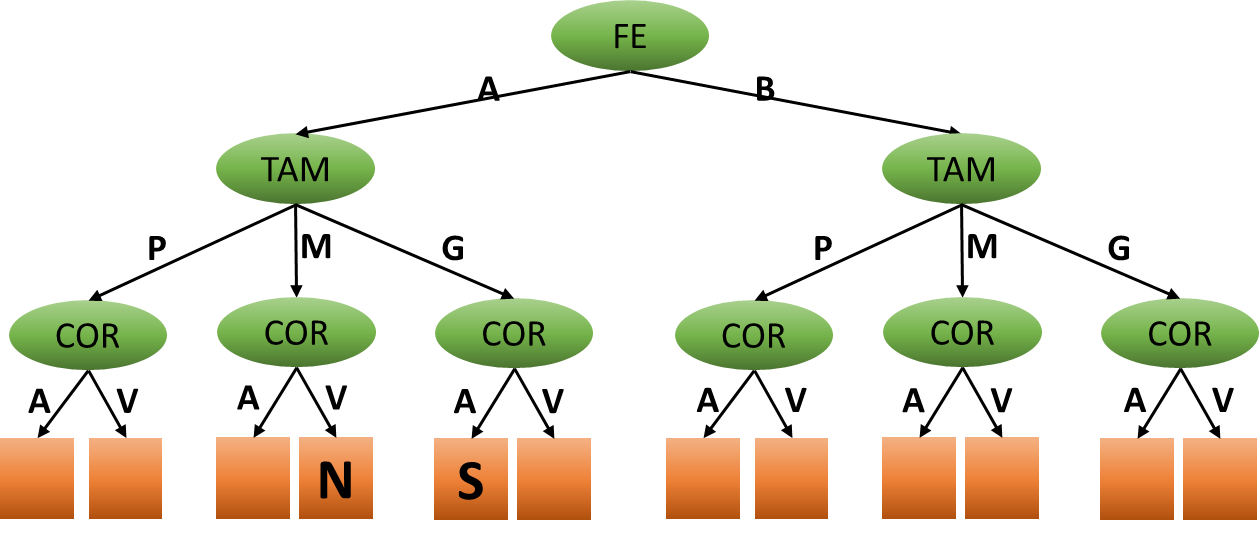 FE
A B
TAM TAM
P M G P M G
COR COR COR COR COR COR
A V A V A V A V A V A V
N S